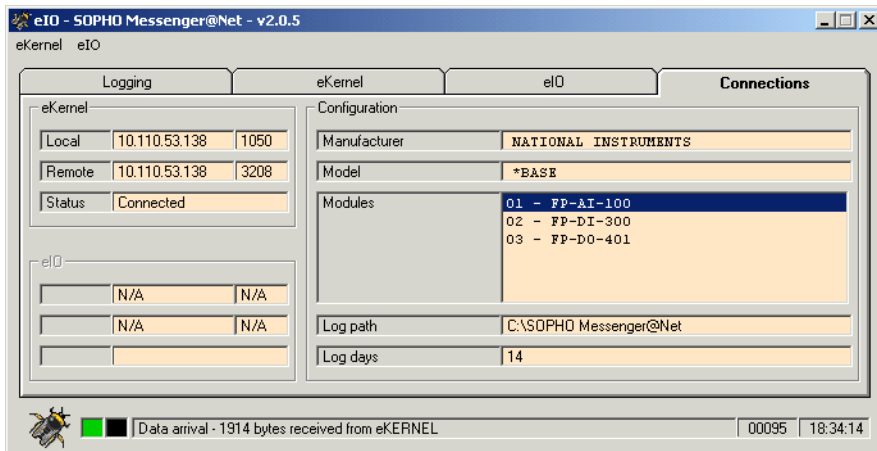 eIO - SOPHO Messenger@Net - v2.0.5
eKernel eIO
Logging eKernel eIO Connections
eKernel
Local 10.110.53.138 1050
Remote 10.110.53.138 3208
Status Connected
eIO
N/A N/A
N/A N/A
Configuration
Manufacturer NATIONAL INSTRUMENTS
Model *BASE
Modules 01 - FP-AI-100
02 - FP-DI-300
03 - FP-DO-401
Log path C:\SOPHO Messenger@Net
Log days 14
Data arrival - 1914 bytes received from eKERNEL 00095 18:34:14